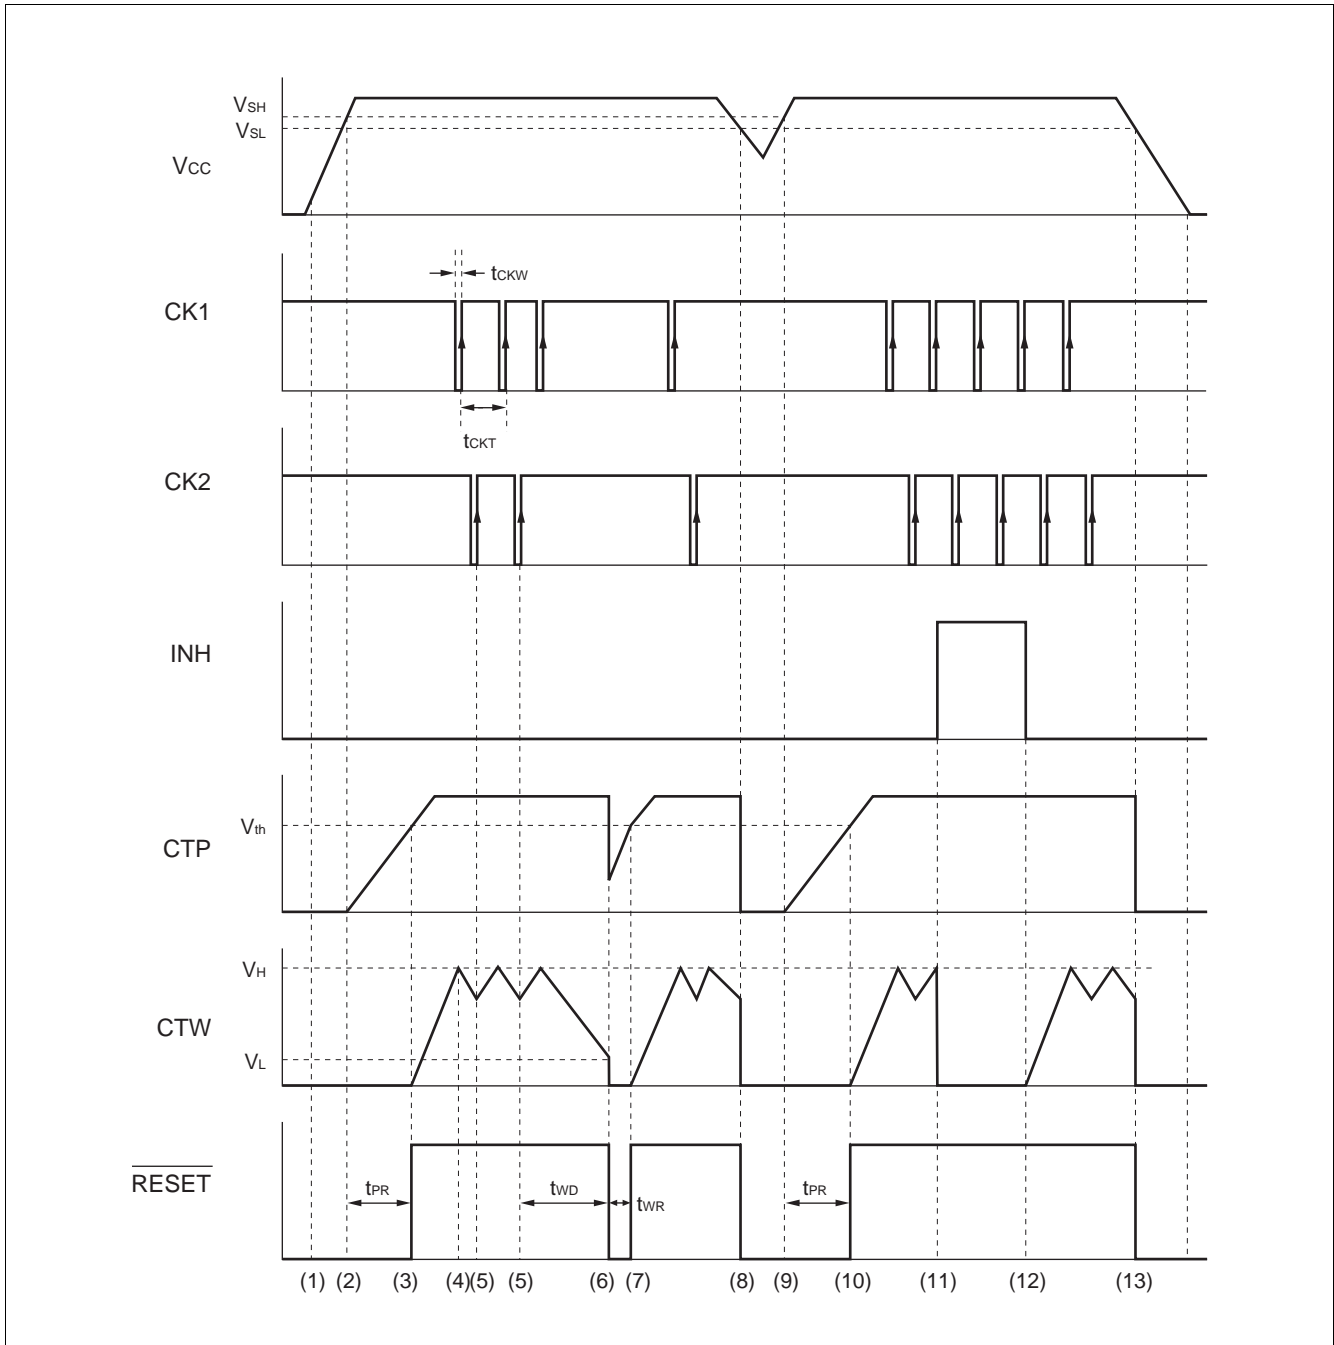 VSH
VSL
VCC
tCKW
CK1
tCKT
CK2
INH
Vth
CTP
VH
CTW
VL
RESET
tPR
tWD
tWR
tPR
(1) (2) (3) (4) (5) (5) (6) (7) (8) (9) (10) (11) (12) (13)